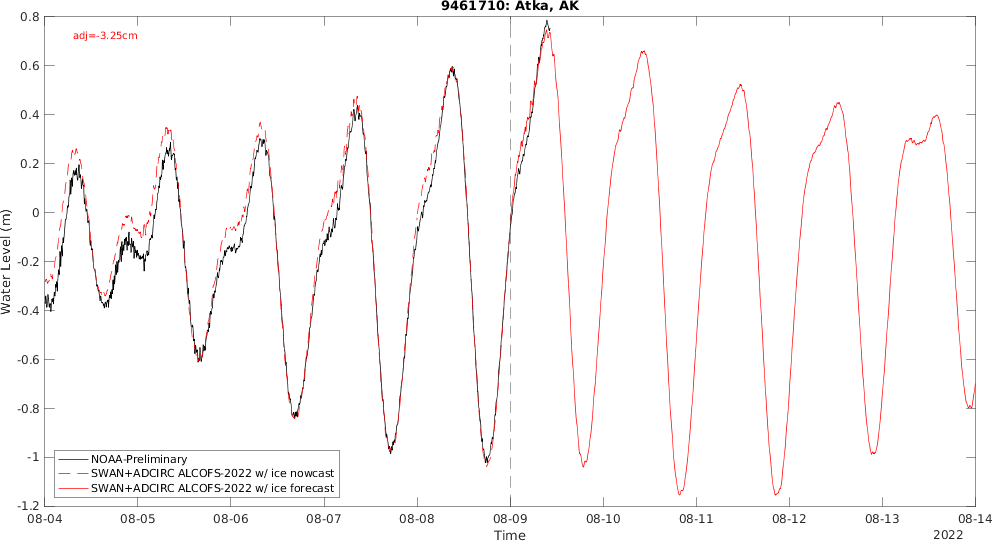 9461710: Atka, AK
adj=-3.25cm
Water Level (m)
0.8
0.6
0.4
0.2
0
-0.2
-0.4
-0.6
-0.8
-1
-1.2
NOAA-Preliminary
SWAN+ADCIRC ALCOFS-2022 w/ ice nowcast
SWAN+ADCIRC ALCOFS-2022 w/ ice forecast
08-04 08-05 08-06 08-07 08-08 08-09 08-10 08-11 08-12 08-13 08-14
Time
2022